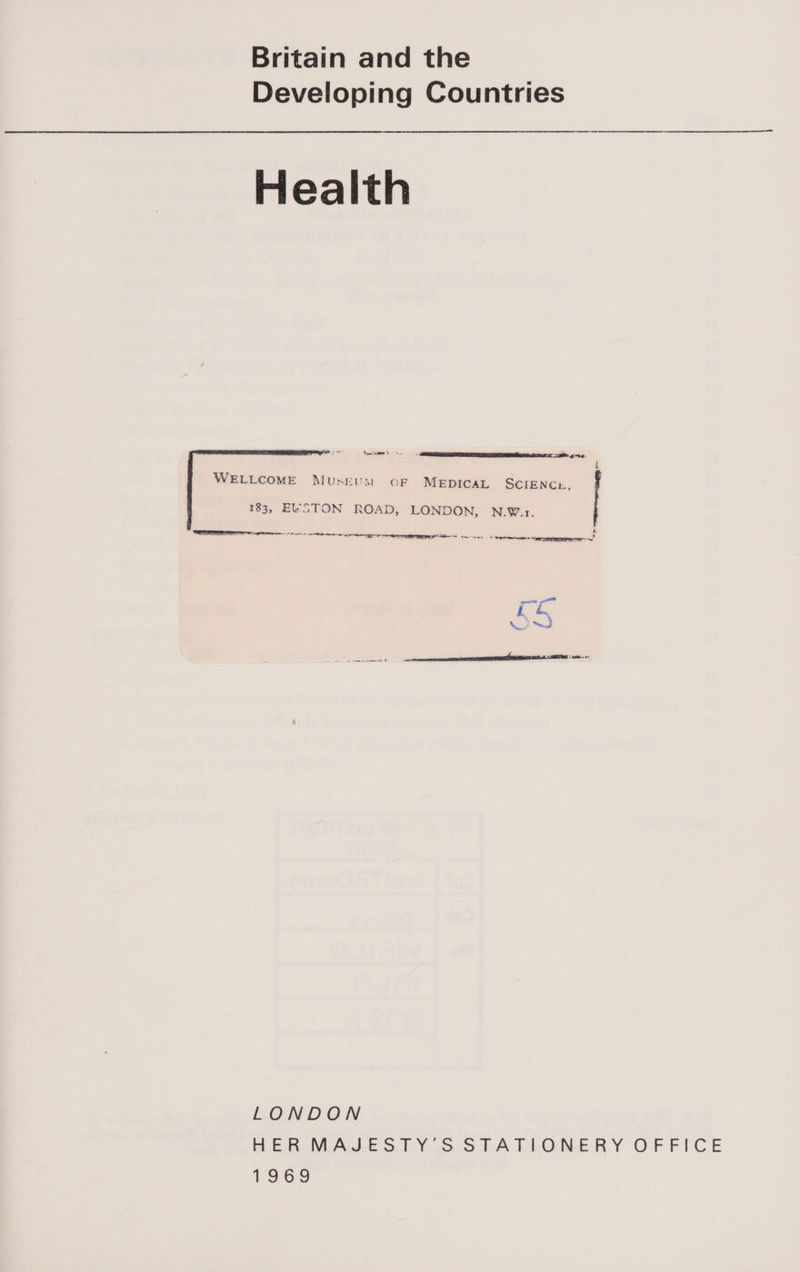 Britain and the
Developing Countries
Health
WELLCOME MUSEUM OF MEDICAL SCIENCE,
183, EUSTON ROAD, LONDON, N.W.1.
55
LONDON
HER MAJESTY'S STATIONERY OFFICE
1969